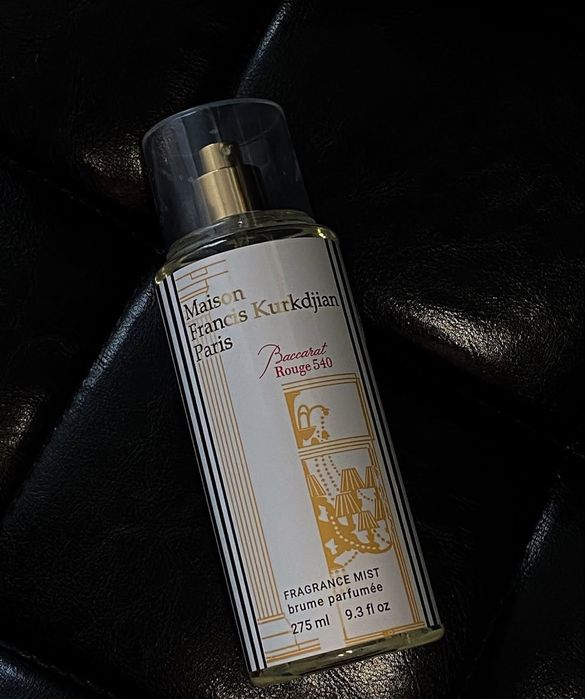 Maison
Francis Kurkdjian
Paris
Baccarat
Rouge 540
FRAGRANCE MIST
brume parfumée
275 ml 9.3 fl oz